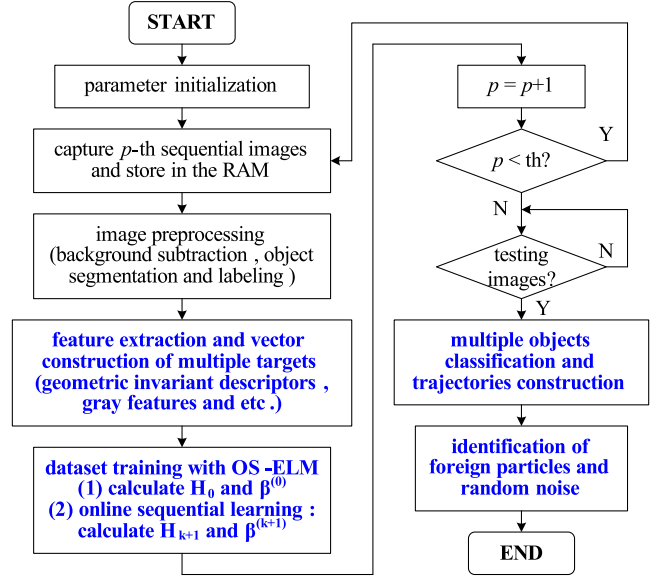 START
parameter initialization
capture p-th sequential images
and store in the RAM
image preprocessing
(background subtraction , object
segmentation and labeling )
feature extraction and vector
construction of multiple targets
(geometric invariant descriptors ,
gray features and etc .)
dataset training with OS -ELM
(1) calculate H₀ and β⁽⁰⁾
(2) online sequential learning :
calculate H k+1 and β(k+1)
p = p+1
Y
p < th?
N
testing
images?
N
Y
multiple objects
classification and
trajectories construction
identification of
foreign particles and
random noise
END